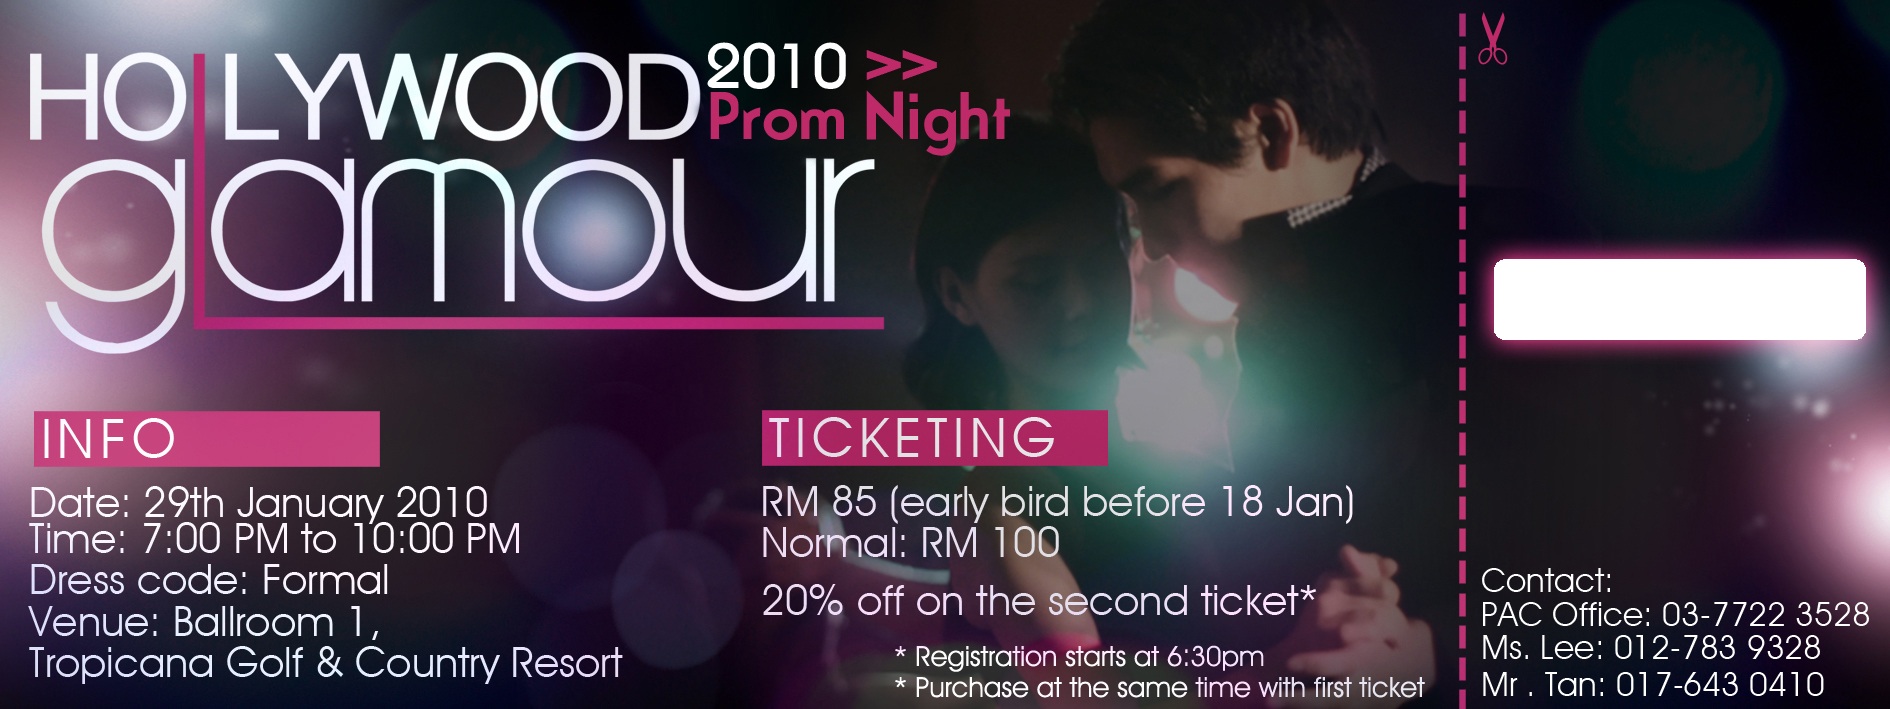 HOLLYWOOD
glamour
2010 >>
Prom Night
INFO
Date: 29th January 2010
Time: 7:00 PM to 10:00 PM
Dress code: Formal
Venue: Ballroom 1,
Tropicana Golf & Country Resort
TICKETING
RM 85 (early bird before 18 Jan)
Normal: RM 100
20% off on the second ticket*
* Registration starts at 6:30pm
* Purchase at the same time with first ticket
Contact:
PAC Office: 03-7722 3528
Ms. Lee: 012-783 9328
Mr . Tan: 017-643 0410